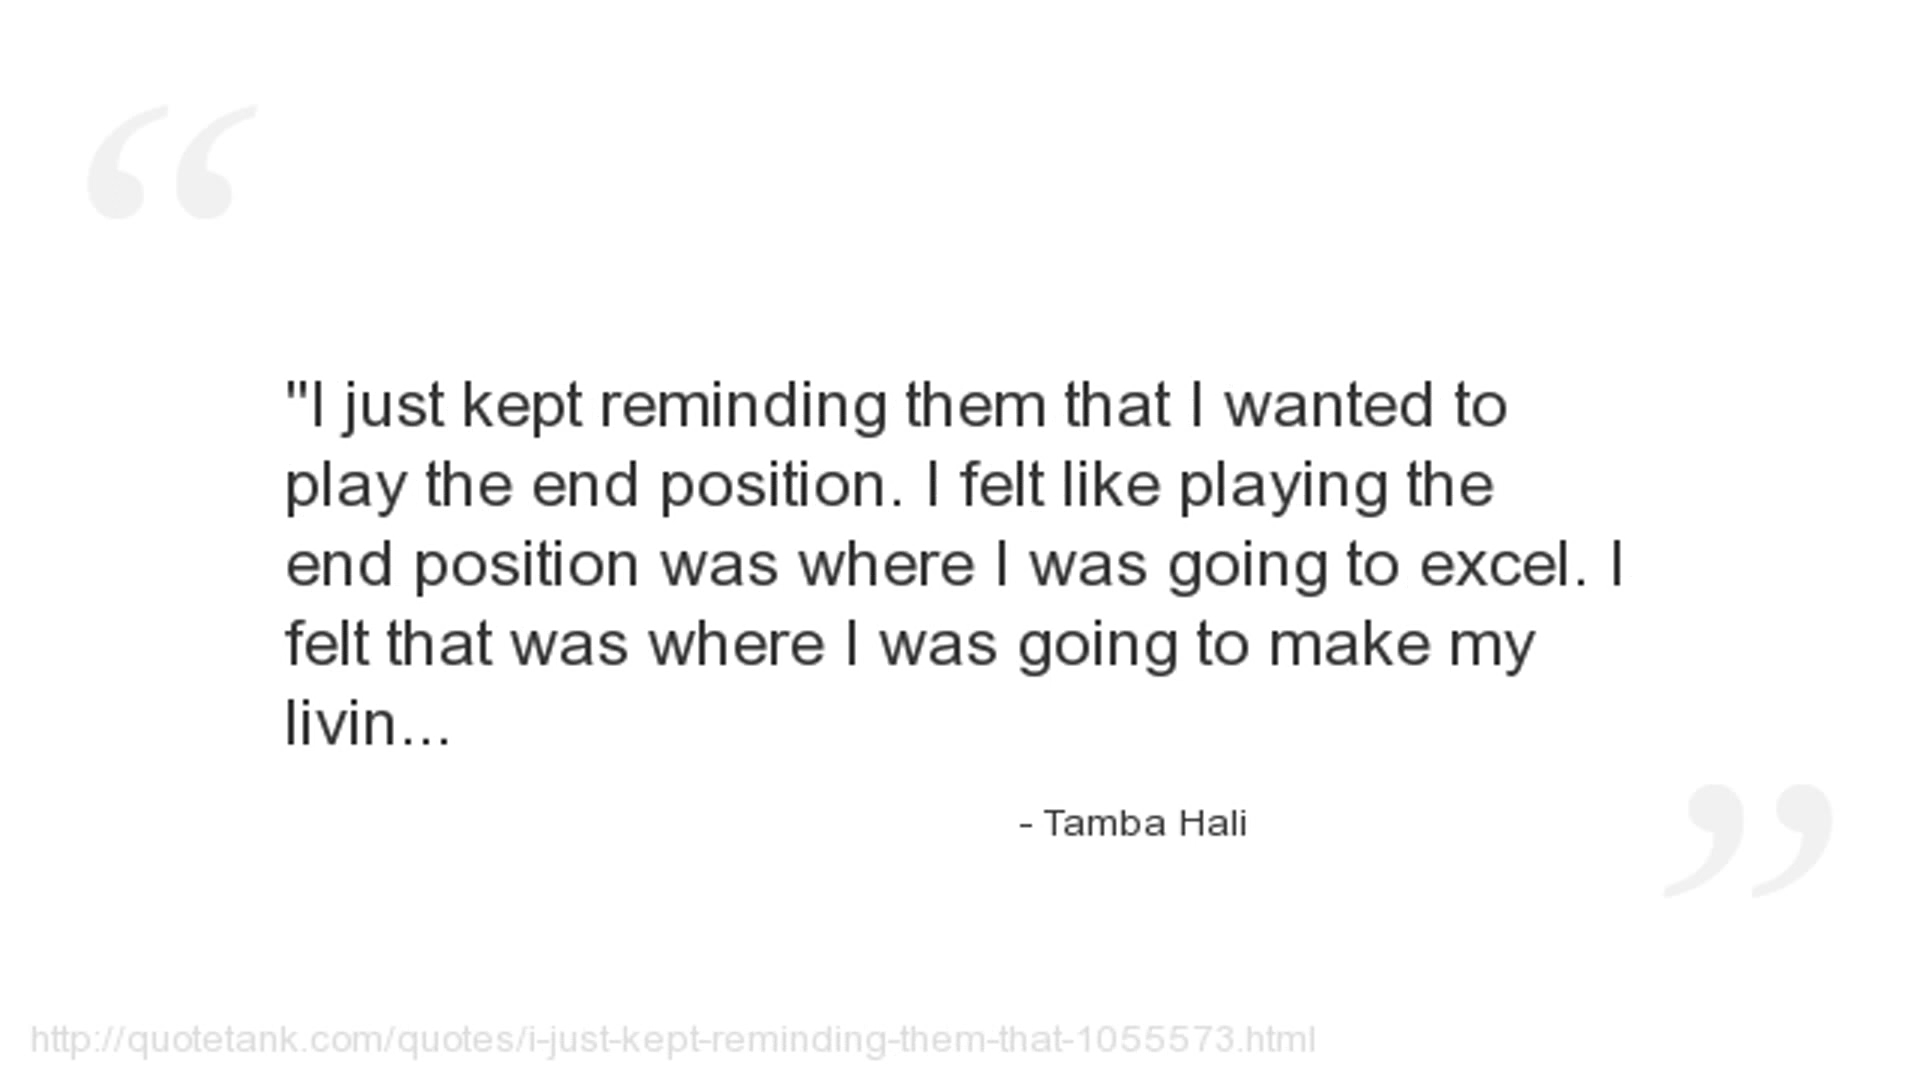 "I just kept reminding them that I wanted to
play the end position. I felt like playing the
end position was where I was going to excel. I
felt that was where I was going to make my
livin...
- Tamba Hali
http://quotetank.com/quotes/i-just-kept-reminding-them-that-1055573.html